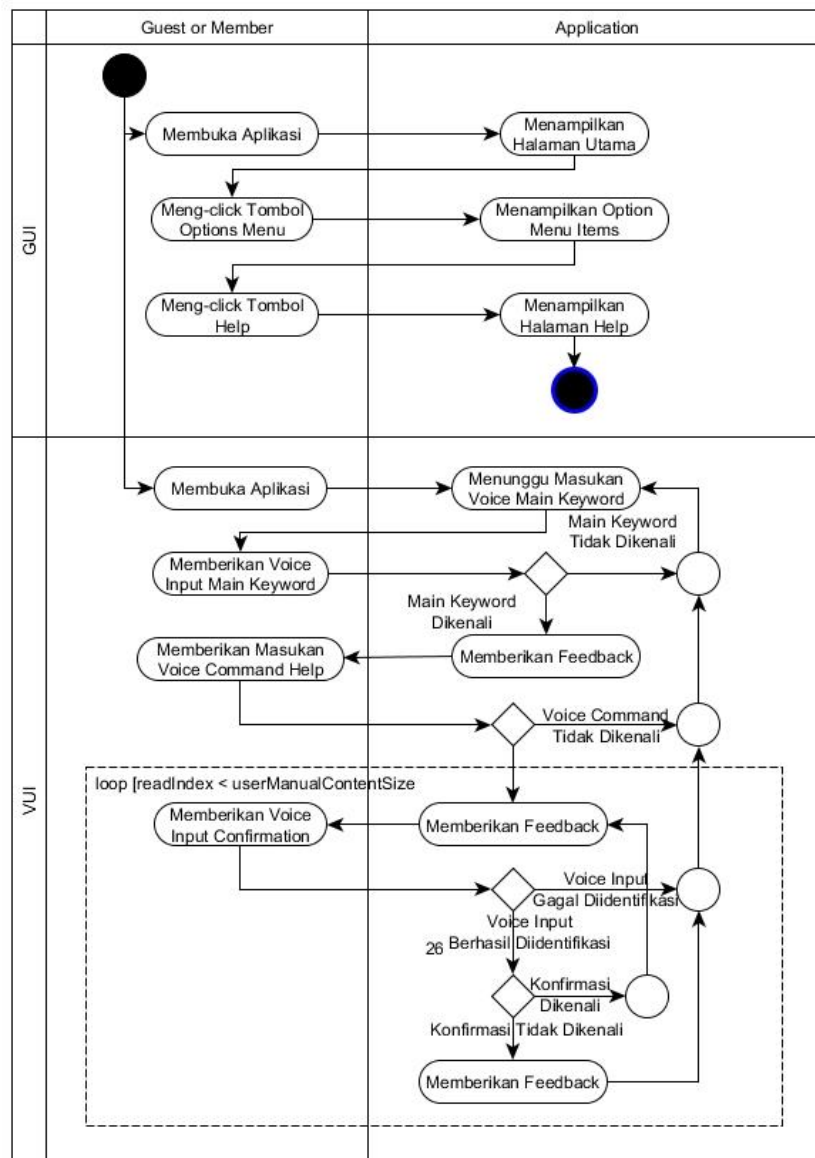 Guest or Member
Application
GUI
Membuka Aplikasi
Menampilkan
Halaman Utama
Meng-click Tombol
Options Menu
Menampilkan Option
Menu Items
Meng-click Tombol
Help
Menampilkan
Halaman Help
VUI
Membuka Aplikasi
Menunggu Masukan
Voice Main Keyword
Main Keyword
Tidak Dikenali
Memberikan Voice
Input Main Keyword
Main Keyword
Dikenali
Memberikan Masukan
Voice Command Help
Memberikan Feedback
Voice Command
Tidak Dikenali
loop [readIndex < userManualContentSize
Memberikan Voice
Input Confirmation
Memberikan Feedback
Voice Input
Gagal Diidentifikasi
Voice Input
26 Berhasil Diidentifikasi
Konfirmasi
Dikenali
Konfirmasi Tidak Dikenali
Memberikan Feedback